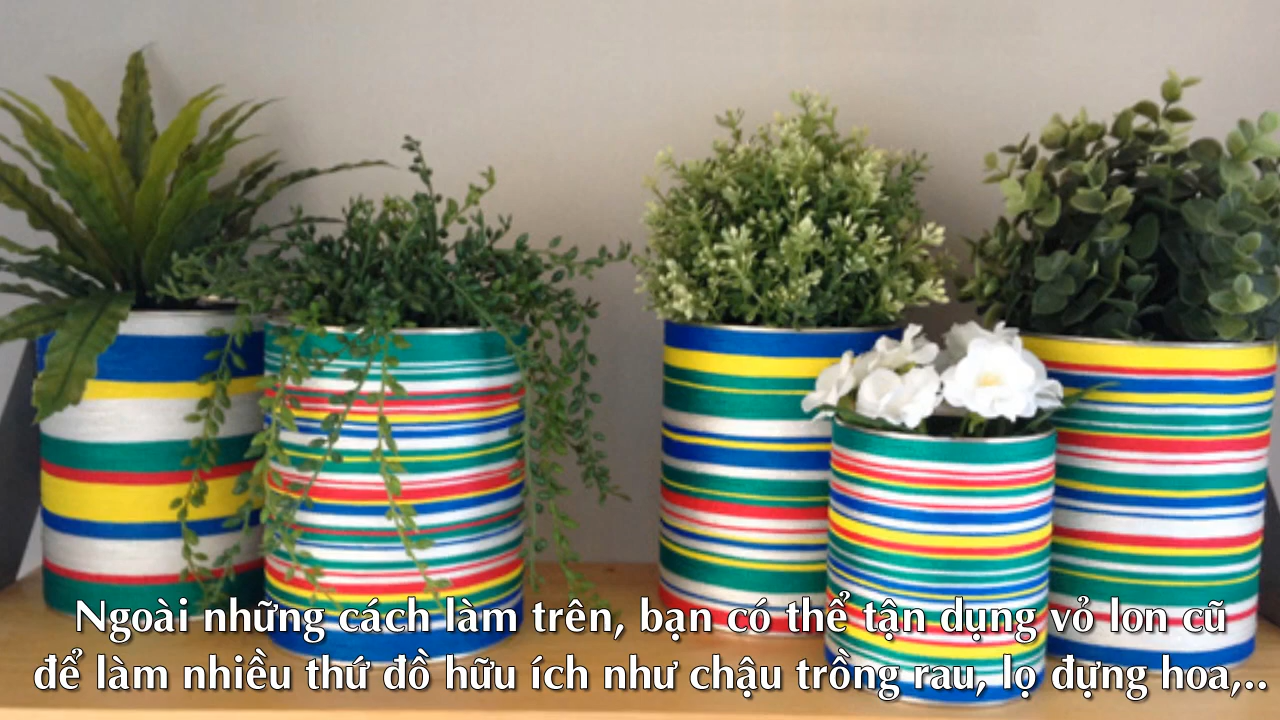 Ngoài những cách làm trên, bạn có thể tận dụng vỏ lon cũ
để làm nhiều thứ đồ hữu ích như chậu trồng rau, lọ đựng hoa,..